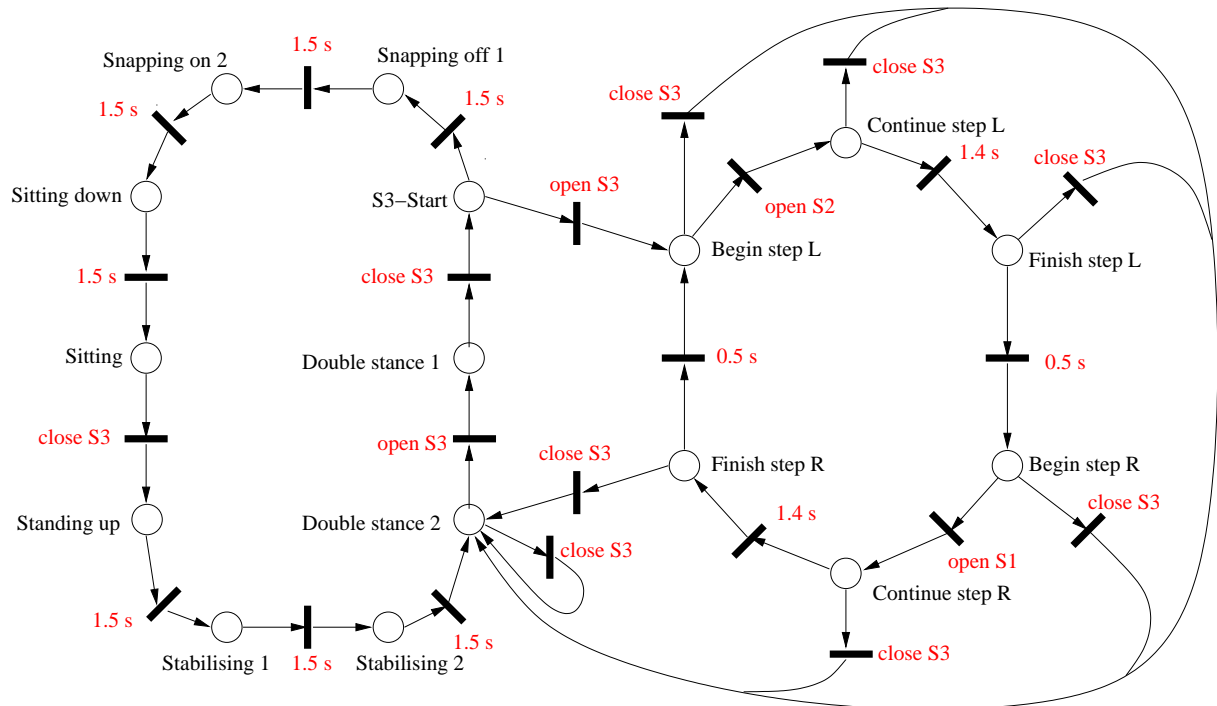 1.5 s
Snapping on 2
Snapping off 1
1.5 s
1.5 s
close S3
close S3
Continue step L
1.4 s
close S3
Sitting down
S3−Start
open S3
open S2
Begin step L
Finish step L
1.5 s
close S3
Sitting
Double stance 1
0.5 s
0.5 s
close S3
open S3
close S3
Finish step R
Begin step R
Standing up
Double stance 2
1.4 s
close S3
close S3
open S1
Continue step R
1.5 s
1.5 s
Stabilising 1
1.5 s
Stabilising 2
close S3